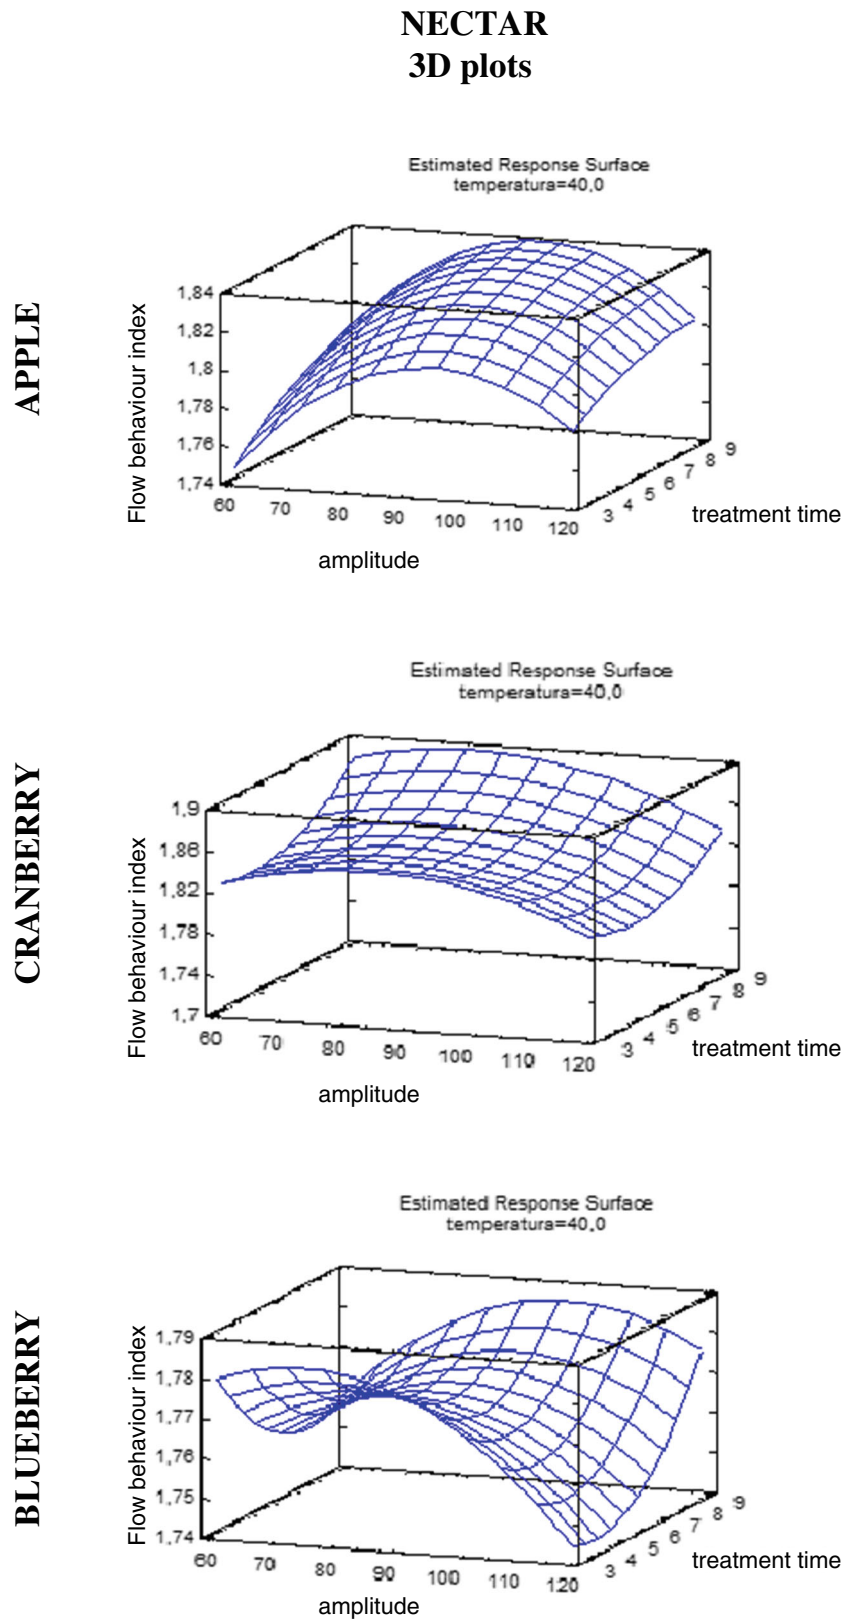 NECTAR
3D plots
APPLE
Estimated Response Surface
temperatura=40,0
Flow behaviour index
1,84
1,82
1,8
1,78
1,76
1,74
60 70 80 90 100 110 120
3 4 5 6 7 8 9
treatment time
amplitude
CRANBERRY
Estimated Response Surface
temperatura=40,0
Flow behaviour index
1,9
1,86
1,82
1,78
1,74
1,7
60 70 80 90 100 110 120
3 4 5 6 7 8 9
treatment time
amplitude
BLUEBERRY
Estimated Response Surface
temperatura=40,0
Flow behaviour index
1,79
1,78
1,77
1,76
1,75
1,74
60 70 80 90 100 110 120
3 4 5 6 7 8 9
treatment time
amplitude